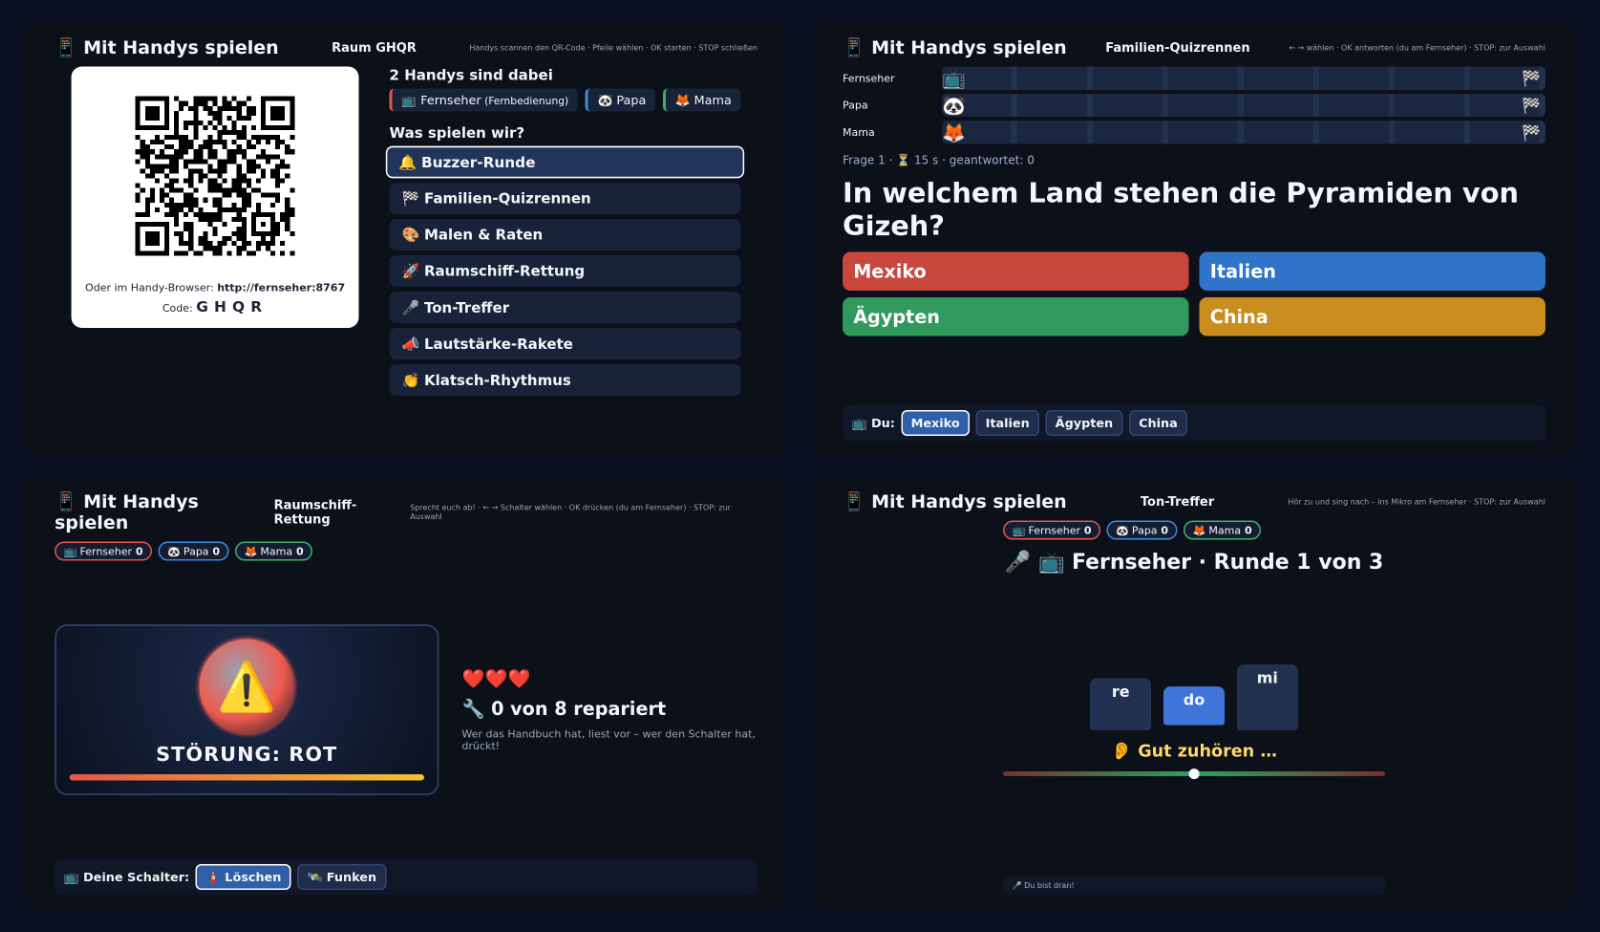 Mit Handys spielen
Raum GHQR
Handys scannen den QR-Code · Pfeile wählen · OK starten · STOP schließen
Oder im Handy-Browser: http://fernseher:8767
Code: G H Q R
2 Handys sind dabei
Fernseher (Fernbedienung) Papa Mama
Was spielen wir?
Buzzer-Runde
Familien-Quizrennen
Malen & Raten
Raumschiff-Rettung
Ton-Treffer
Lautstärke-Rakete
Klatsch-Rhythmus
Mit Handys spielen
Familien-Quizrennen
← → wählen · OK antworten (du am Fernseher) · STOP: zur Auswahl
Fernseher
Papa
Mama
Frage 1 · ⏳ 15 s · geantwortet: 0
In welchem Land stehen die Pyramiden von
Gizeh?
Mexiko
Italien
Ägypten
China
Du: Mexiko Italien Ägypten China
Mit Handys
spielen
Raumschiff-
Rettung
Sprecht euch ab! · ← → Schalter wählen · OK drücken (du am Fernseher) · STOP: zur
Auswahl
Fernseher 0 Papa 0 Mama 0
STÖRUNG: ROT
0 von 8 repariert
Wer das Handbuch hat, liest vor – wer den Schalter hat,
drückt!
Deine Schalter: Löschen Funken
Mit Handys spielen
Ton-Treffer
Hör zu und sing nach – ins Mikro am Fernseher · STOP: zur Auswahl
Fernseher 0 Papa 0 Mama 0
Fernseher · Runde 1 von 3
re
do
mi
Gut zuhören …
Du bist dran!